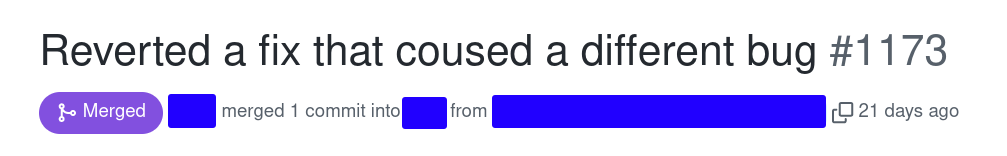 Reverted a fix that coused a different bug #1173
Merged merged 1 commit into from 21 days ago